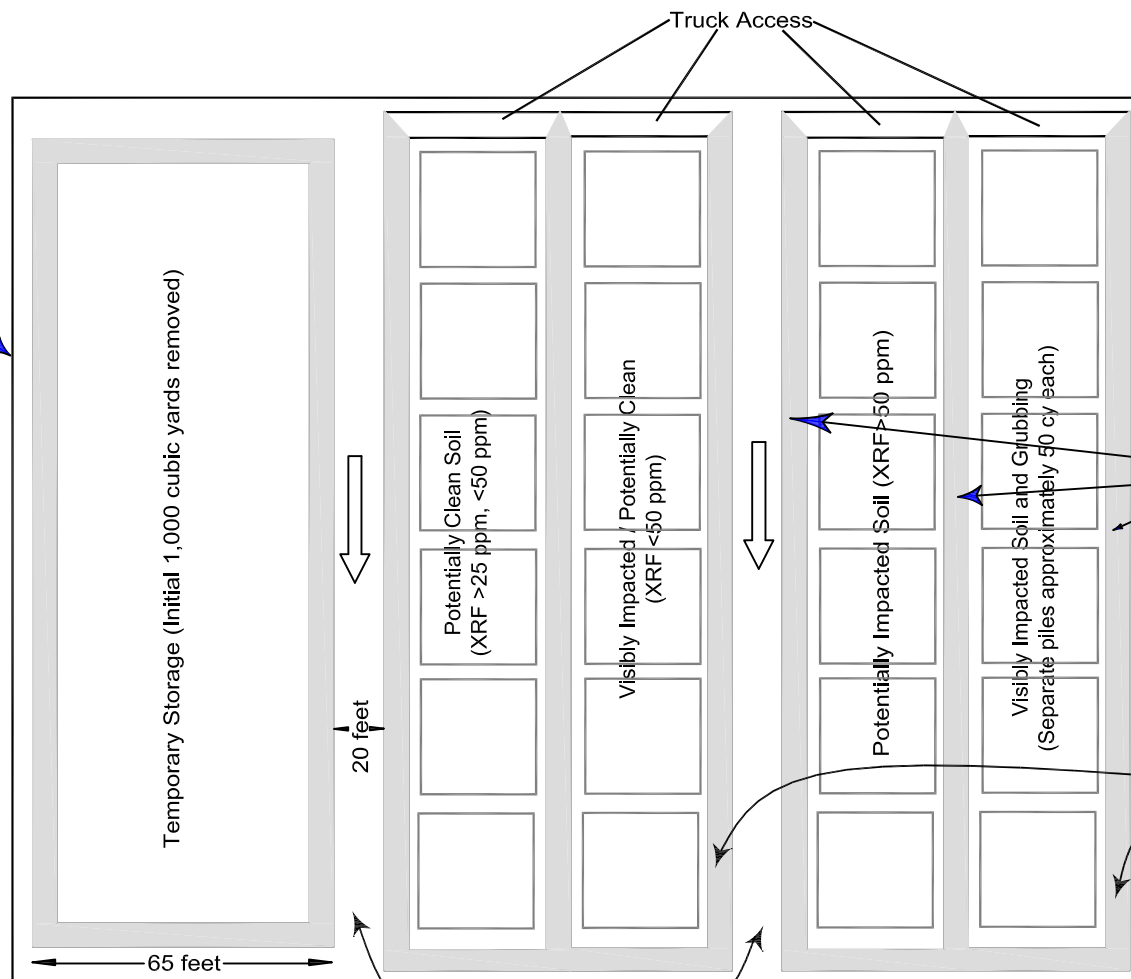 Truck Access
Temporary Storage (Initial 1,000 cubic yards removed)
Potentially Clean Soil
(XRF >25 ppm, <50 ppm)
Visibly Impacted / Potentially Clean
(XRF <50 ppm)
Potentially Impacted Soil (XRF>50 ppm)
Visibly Impacted Soil and Grubbing
(Separate piles approximately 50 cy each)
20 feet
65 feet